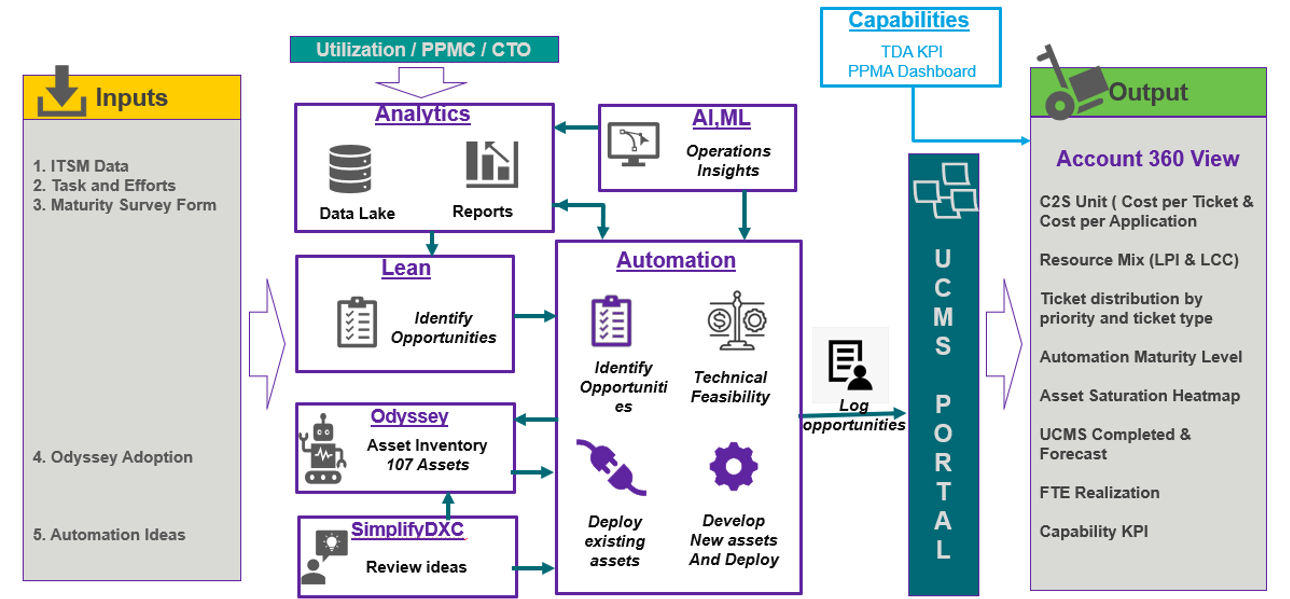 Utilization / PPMC / CTO
Capabilities
TDA KPI
PPMA Dashboard
Inputs
1. ITSM Data
2. Task and Efforts
3. Maturity Survey Form
4. Odyssey Adoption
5. Automation Ideas
Analytics
Data Lake
Reports
AI,ML
Operations
Insights
Lean
Identify
Opportunities
Odyssey
Asset Inventory
107 Assets
SimplifyDXC
Review ideas
Automation
Identify
Opportuniti
es
Technical
Feasibility
Deploy
existing
assets
Develop
New assets
And Deploy
Log
opportunities
UCMS PORTAL
Output
Account 360 View
C2S Unit ( Cost per Ticket &
Cost per Application
Resource Mix (LPI & LCC)
Ticket distribution by
priority and ticket type
Automation Maturity Level
Asset Saturation Heatmap
UCMS Completed &
Forecast
FTE Realization
Capability KPI